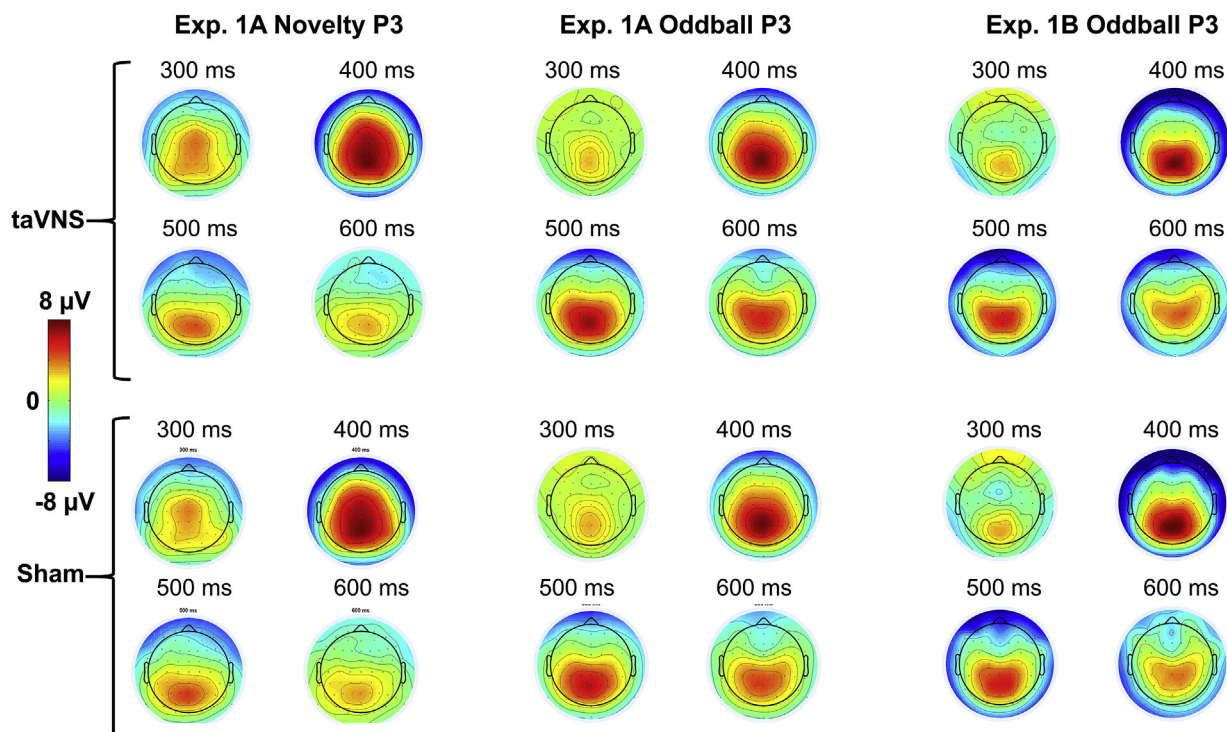 Exp. 1A Novelty P3 Exp. 1A Oddball P3 Exp. 1B Oddball P3
300 ms 400 ms 300 ms 400 ms 300 ms 400 ms
taVNS
500 ms 600 ms 500 ms 600 ms 500 ms 600 ms
8 µV
0
-8 µV
300 ms 400 ms 300 ms 400 ms 300 ms 400 ms
300 ms 400 ms
Sham
500 ms 600 ms 500 ms 600 ms 500 ms 600 ms
500 ms 600 ms